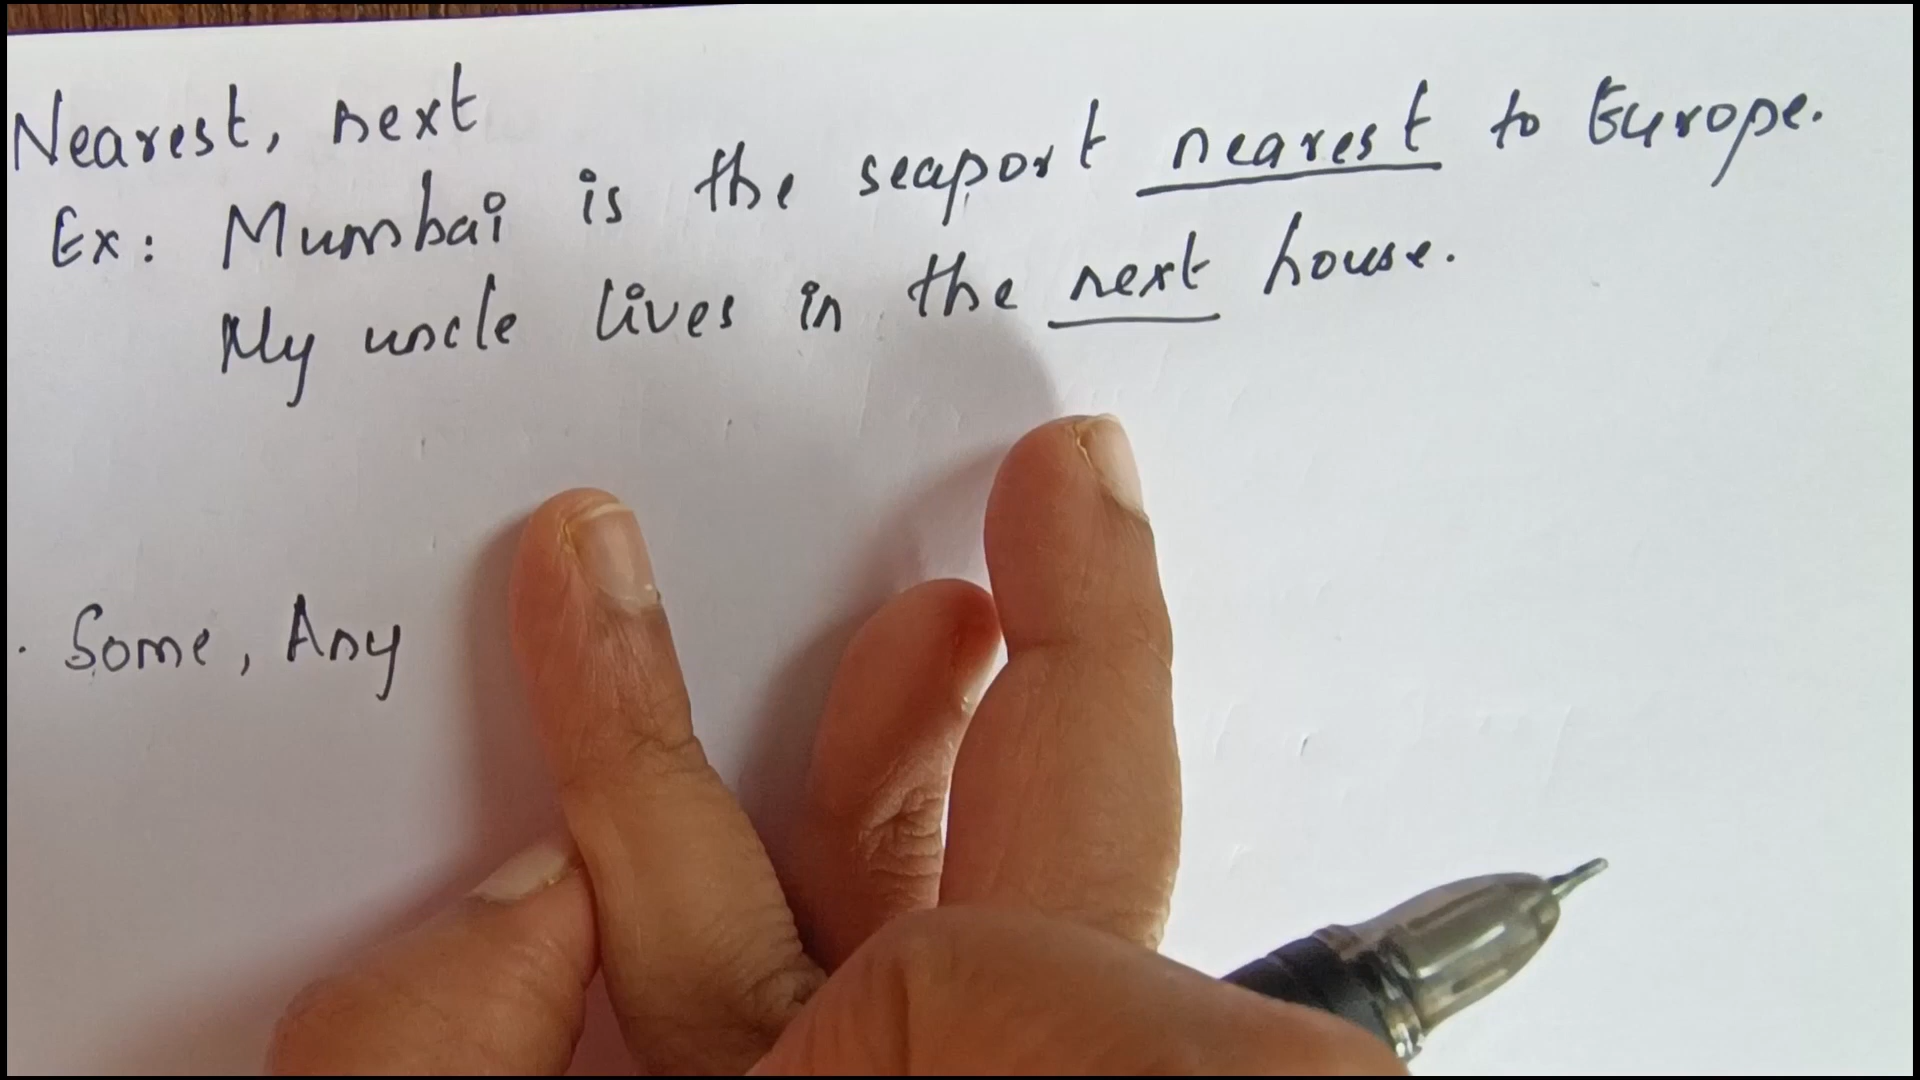 Nearest, next
Ex: Mumbai is the seaport nearest to Europe.
My uncle lives in the next house.
. Some, Any